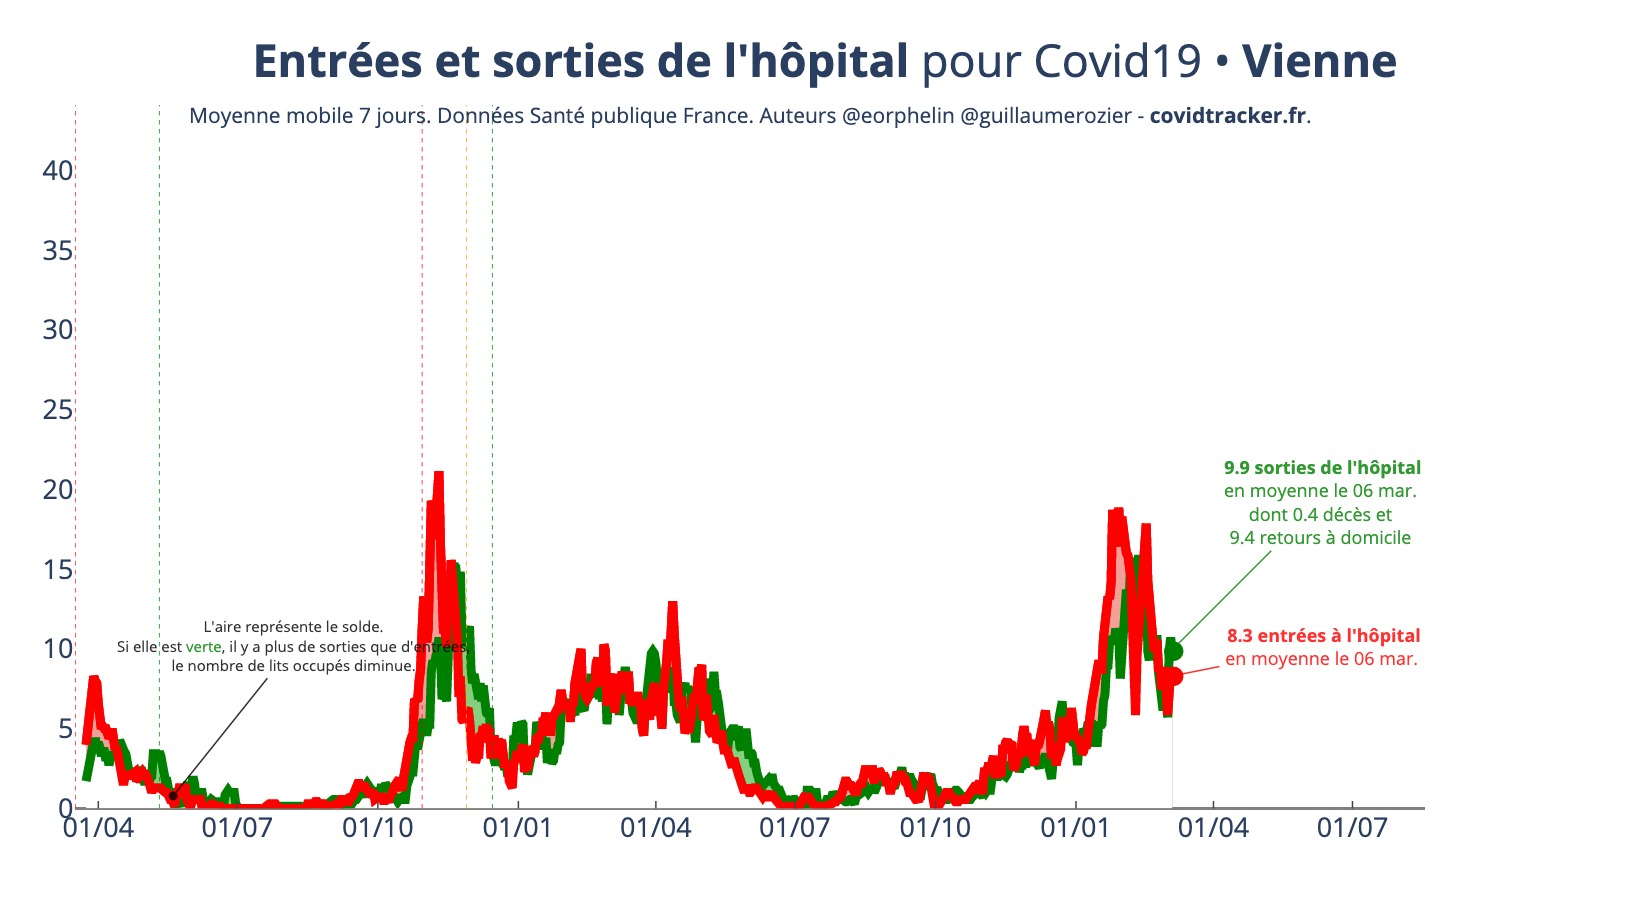 Entrées et sorties de l'hôpital pour Covid19 • Vienne
Moyenne mobile 7 jours. Données Santé publique France. Auteurs @eorphelin @guillaumerozier - covidtracker.fr.
40
35
30
25
20
15
10
5
0
L'aire représente le solde.
Si elle est verte, il y a plus de sorties que d'entrées,
le nombre de lits occupés diminue.
9.9 sorties de l'hôpital
en moyenne le 06 mar.
dont 0.4 décès et
9.4 retours à domicile
8.3 entrées à l'hôpital
en moyenne le 06 mar.
01/04 01/07 01/10 01/01 01/04 01/07 01/10 01/01 01/04 01/07